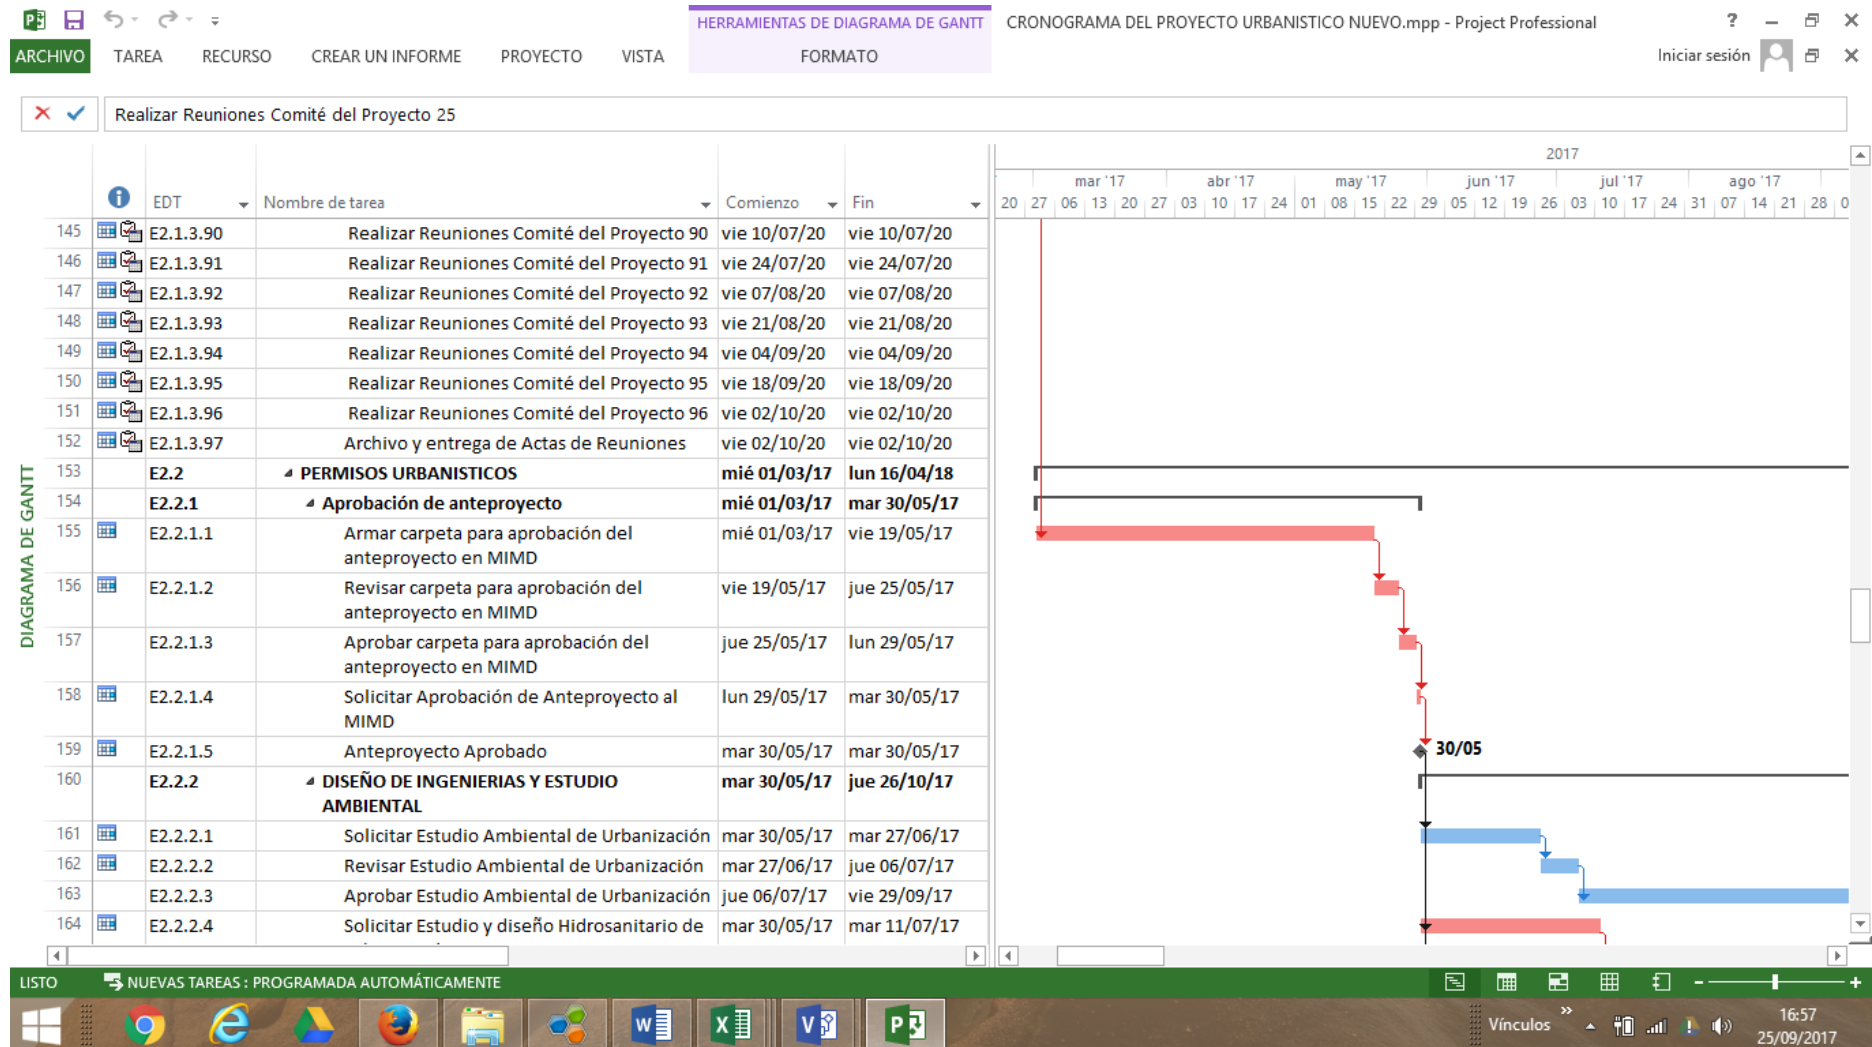 HERRAMIENTAS DE DIAGRAMA DE GANTT CRONOGRAMA DEL PROYECTO URBANISTICO NUEVO.mpp - Project Professional ?
ARCHIVO TAREA RECURSO CREAR UN INFORME PROYECTO VISTA FORMATO Iniciar sesión
Realizar Reuniones Comité del Proyecto 25
2017
mar '17 abr '17 may '17 jun '17 jul '17 ago '17
EDT Nombre de tarea Comienzo Fin 20 27 06 13 20 27 03 10 17 24 01 08 15 22 29 05 12 19 26 03 10 17 24 31 07 14 21 28
145 E2.1.3.90 Realizar Reuniones Comité del Proyecto 90 vie 10/07/20 vie 10/07/20
146 E2.1.3.91 Realizar Reuniones Comité del Proyecto 91 vie 24/07/20 vie 24/07/20
147 E2.1.3.92 Realizar Reuniones Comité del Proyecto 92 vie 07/08/20 vie 07/08/20
148 E2.1.3.93 Realizar Reuniones Comité del Proyecto 93 vie 21/08/20 vie 21/08/20
149 E2.1.3.94 Realizar Reuniones Comité del Proyecto 94 vie 04/09/20 vie 04/09/20
150 E2.1.3.95 Realizar Reuniones Comité del Proyecto 95 vie 18/09/20 vie 18/09/20
151 E2.1.3.96 Realizar Reuniones Comité del Proyecto 96 vie 02/10/20 vie 02/10/20
152 E2.1.3.97 Archivo y entrega de Actas de Reuniones vie 02/10/20 vie 02/10/20
153 E2.2 PERMISOS URBANISTICOS mié 01/03/17 lun 16/04/18
154 E2.2.1 Aprobación de anteproyecto mié 01/03/17 mar 30/05/17
155 E2.2.1.1 Armar carpeta para aprobación del mié 01/03/17 vie 19/05/17
anteproyecto en MIMD
156 E2.2.1.2 Revisar carpeta para aprobación del vie 19/05/17 jue 25/05/17
anteproyecto en MIMD
157 E2.2.1.3 Aprobar carpeta para aprobación del jue 25/05/17 lun 29/05/17
anteproyecto en MIMD
158 E2.2.1.4 Solicitar Aprobación de Anteproyecto al lun 29/05/17 mar 30/05/17
MIMD
159 E2.2.1.5 Anteproyecto Aprobado mar 30/05/17 mar 30/05/17 30/05
160 E2.2.2 DISEÑO DE INGENIERIAS Y ESTUDIO mar 30/05/17 jue 26/10/17
AMBIENTAL
161 E2.2.2.1 Solicitar Estudio Ambiental de Urbanización mar 30/05/17 mar 27/06/17
162 E2.2.2.2 Revisar Estudio Ambiental de Urbanización mar 27/06/17 jue 06/07/17
163 E2.2.2.3 Aprobar Estudio Ambiental de Urbanización jue 06/07/17 vie 29/09/17
164 E2.2.2.4 Solicitar Estudio y diseño Hidrosanitario de mar 30/05/17 mar 11/07/17
DIAGRAMA DE GANTT
LISTO NUEVAS TAREAS : PROGRAMADA AUTOMÁTICAMENTE
Vínculos 16:57
25/09/2017